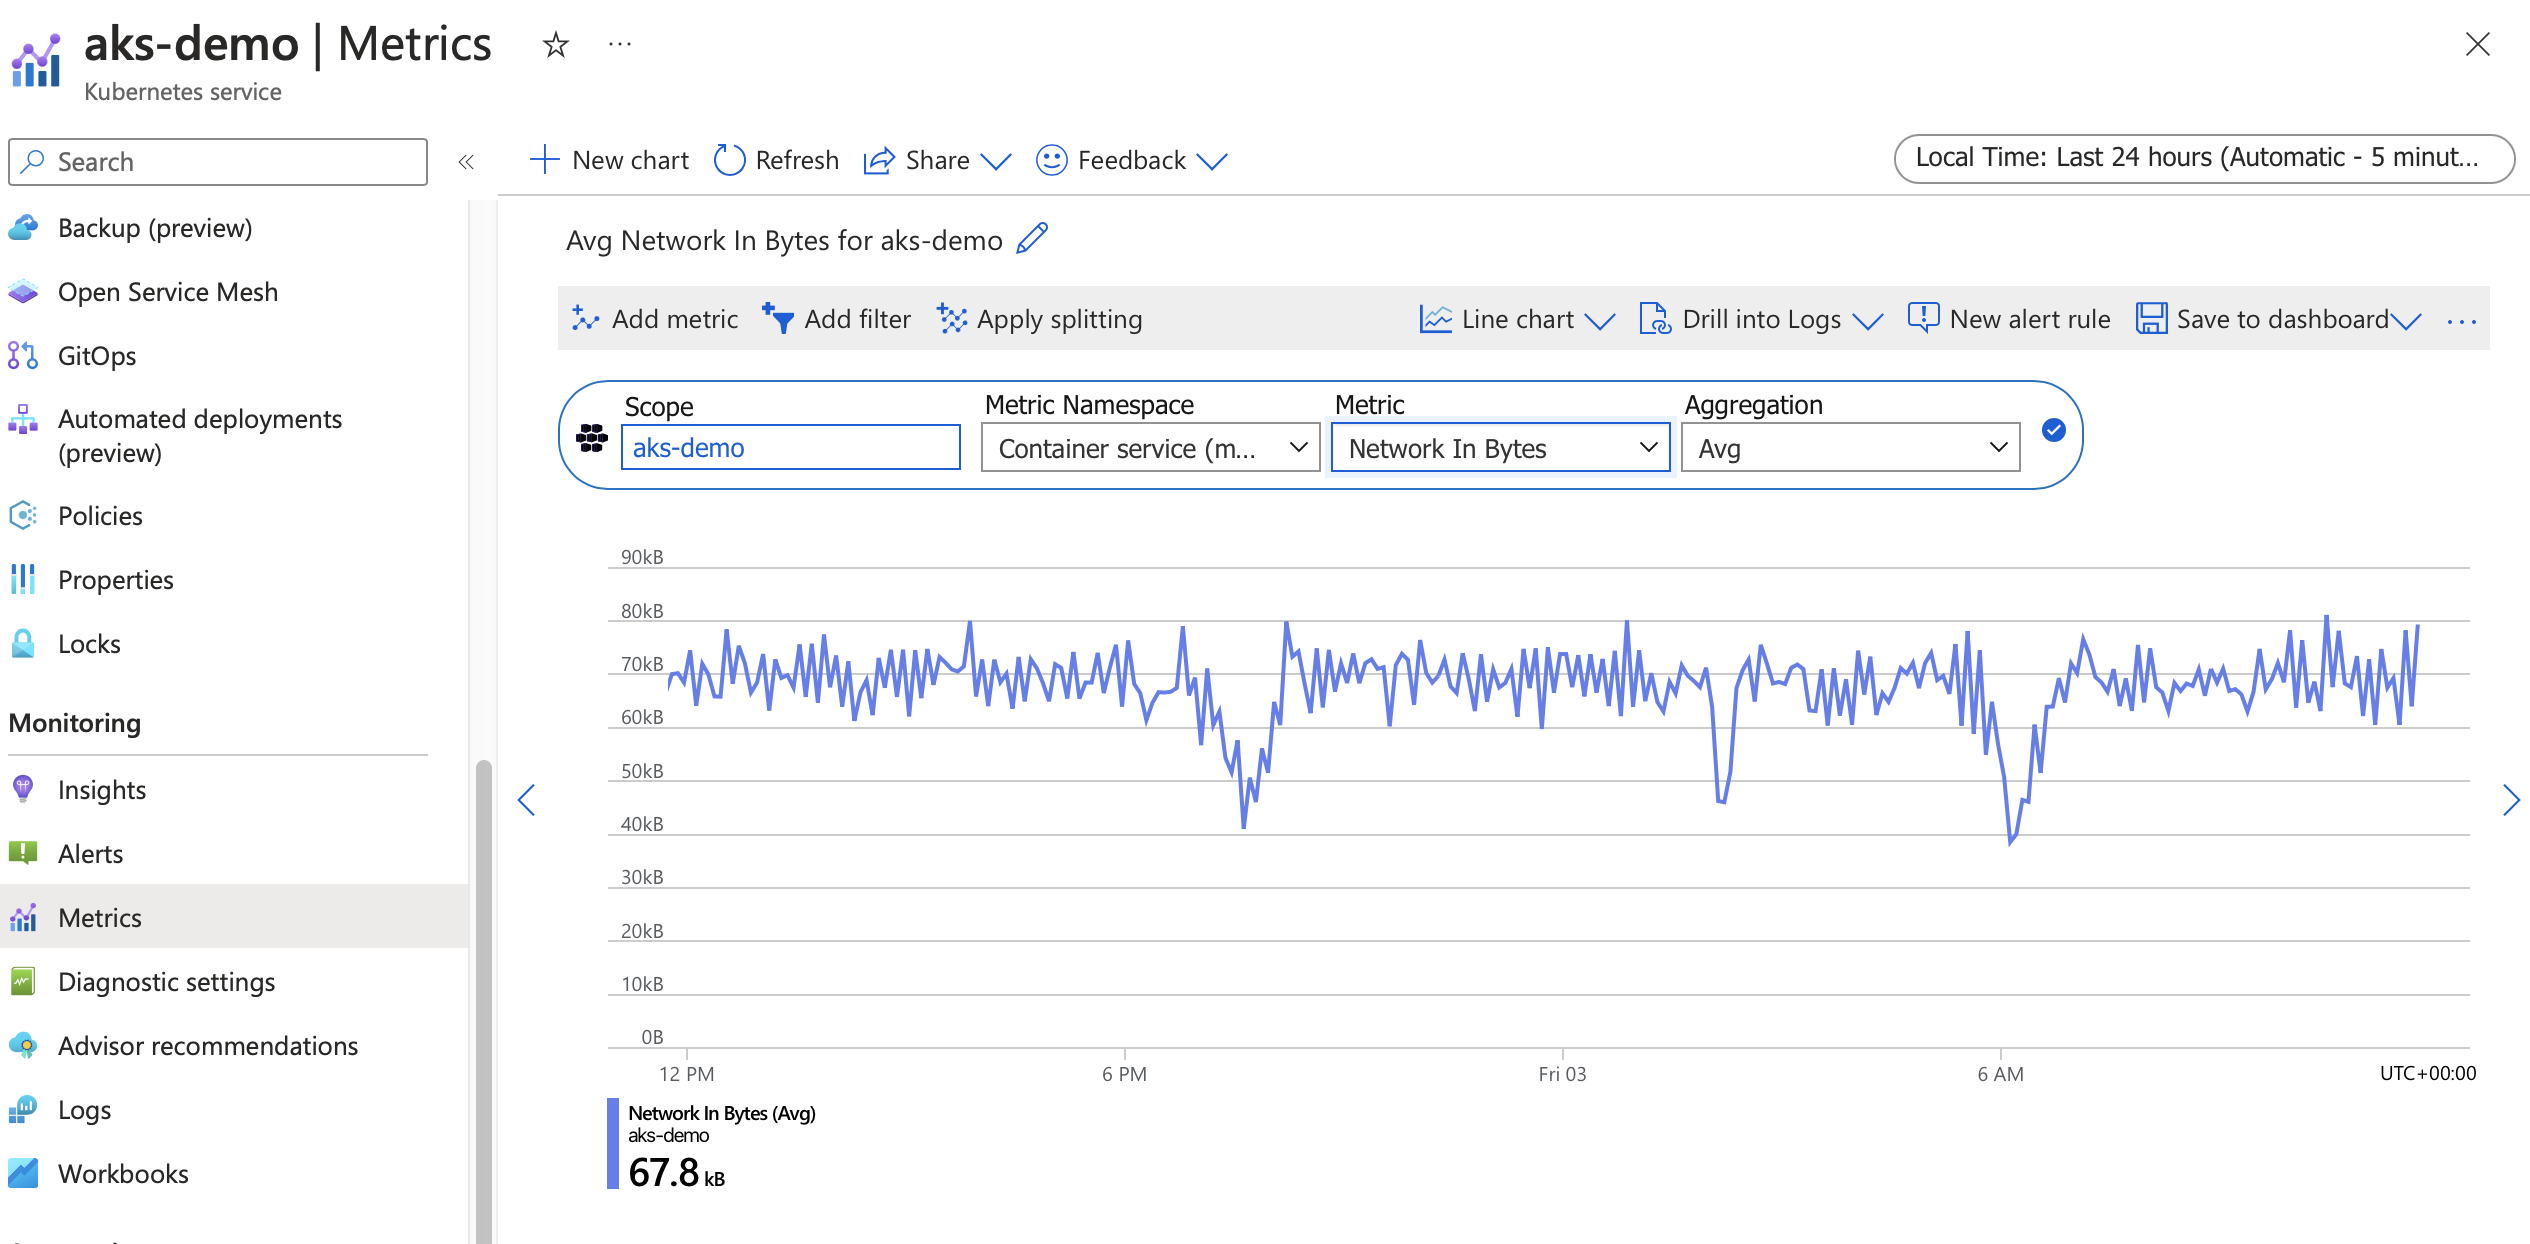 aks-demo | Metrics
Kubernetes service
Search
New chart
Refresh
Share
Feedback
Local Time: Last 24 hours (Automatic - 5 minut...
Backup (preview)
Open Service Mesh
GitOps
Automated deployments
(preview)
Policies
Properties
Locks
Monitoring
Insights
Alerts
Metrics
Diagnostic settings
Advisor recommendations
Logs
Workbooks
Avg Network In Bytes for aks-demo
Add metric
Add filter
Apply splitting
Line chart
Drill into Logs
New alert rule
Save to dashboard
Scope
aks-demo
Metric Namespace
Container service (m...
Metric
Network In Bytes
Aggregation
Avg
90kB
80kB
70kB
60kB
50kB
40kB
30kB
20kB
10kB
0B
12 PM
6 PM
Fri 03
6 AM
UTC+00:00
Network In Bytes (Avg)
aks-demo
67.8 kB